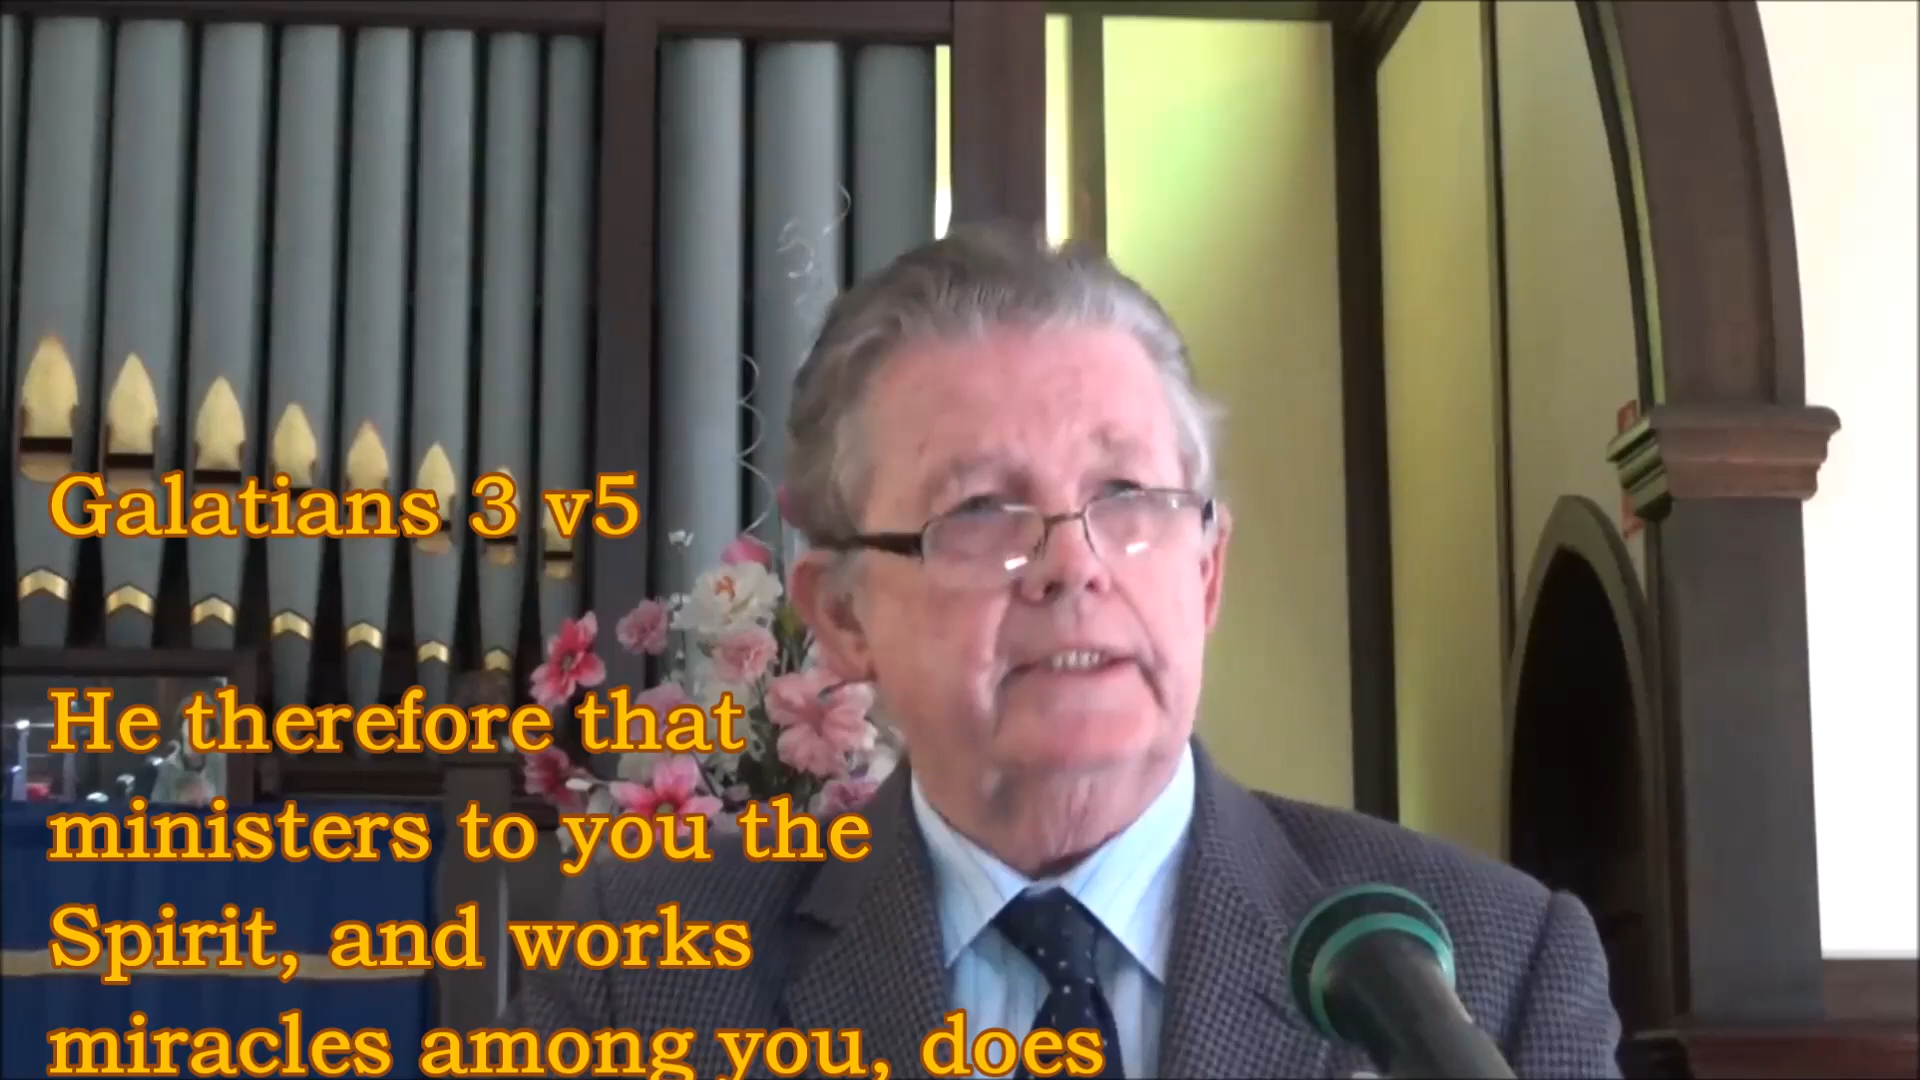 Galatians 3 v5
He therefore that
ministers to you the
Spirit, and works
miracles among you, does